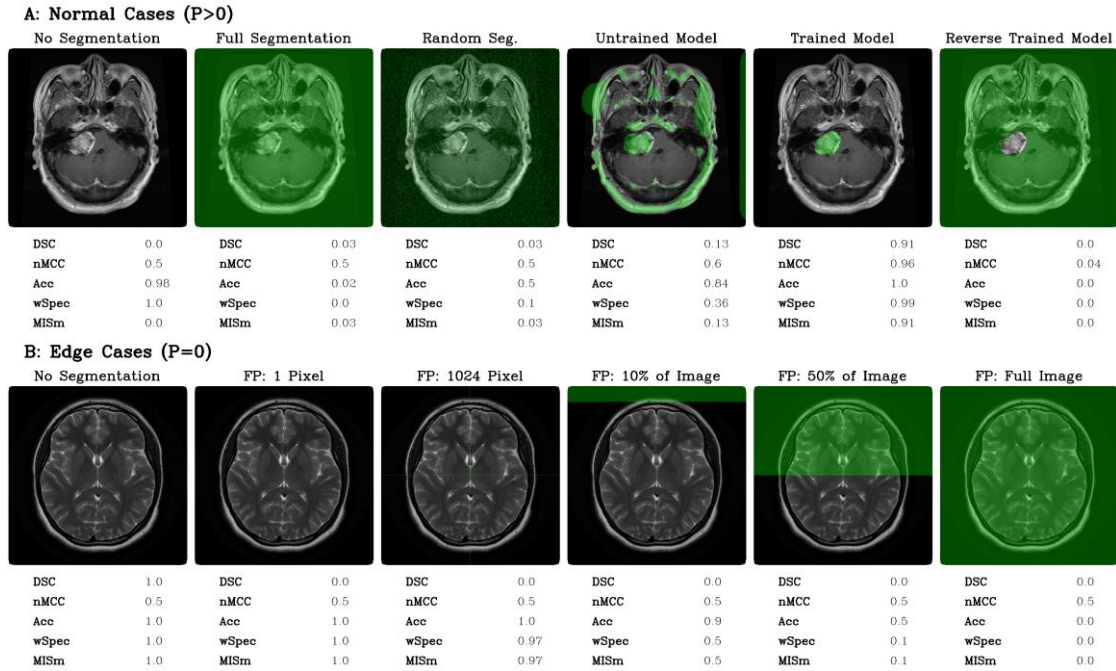 A: Normal Cases (P>0)
No Segmentation Full Segmentation Random Seg. Untrained Model Trained Model Reverse Trained Model
DSC 0.0 DSC 0.03 DSC 0.03 DSC 0.13 DSC 0.91 DSC 0.0
nMCC 0.5 nMCC 0.5 nMCC 0.5 nMCC 0.6 nMCC 0.96 nMCC 0.04
Acc 0.98 Acc 0.02 Acc 0.5 Acc 0.84 Acc 1.0 Acc 0.0
wSpec 1.0 wSpec 0.0 wSpec 0.1 wSpec 0.36 wSpec 0.99 wSpec 0.0
MISm 0.0 MISm 0.03 MISm 0.03 MISm 0.13 MISm 0.91 MISm 0.0
B: Edge Cases (P=0)
No Segmentation FP: 1 Pixel FP: 1024 Pixel FP: 10% of Image FP: 50% of Image FP: Full Image
DSC 1.0 DSC 0.0 DSC 0.0 DSC 0.0 DSC 0.0 DSC 0.0
nMCC 0.5 nMCC 0.5 nMCC 0.5 nMCC 0.5 nMCC 0.5 nMCC 0.5
Acc 1.0 Acc 1.0 Acc 1.0 Acc 0.9 Acc 0.5 Acc 0.0
wSpec 1.0 wSpec 1.0 wSpec 0.97 wSpec 0.5 wSpec 0.1 wSpec 0.0
MISm 1.0 MISm 1.0 MISm 0.97 MISm 0.5 MISm 0.1 MISm 0.0